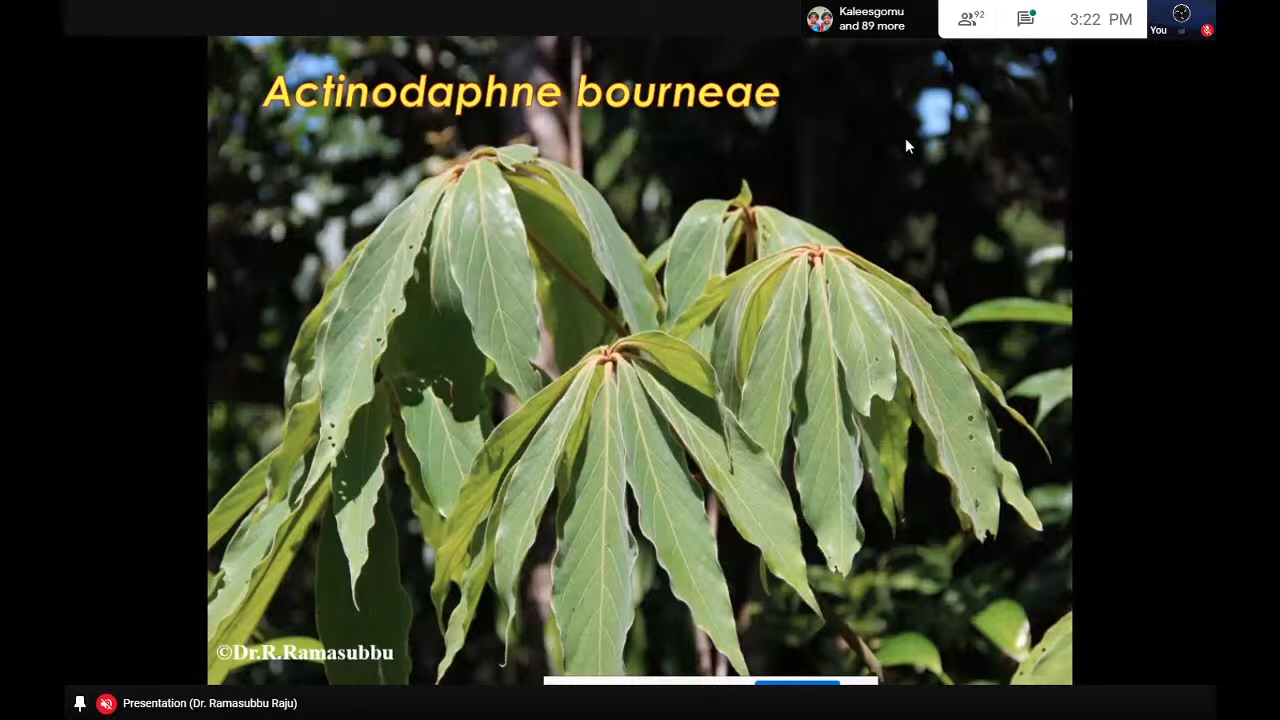 Kaleesgomu
and 89 more
92
3:22 PM
You
Actinodaphne bourneae
©Dr.R.Ramasubbu
Presentation (Dr. Ramasubbu Raju)